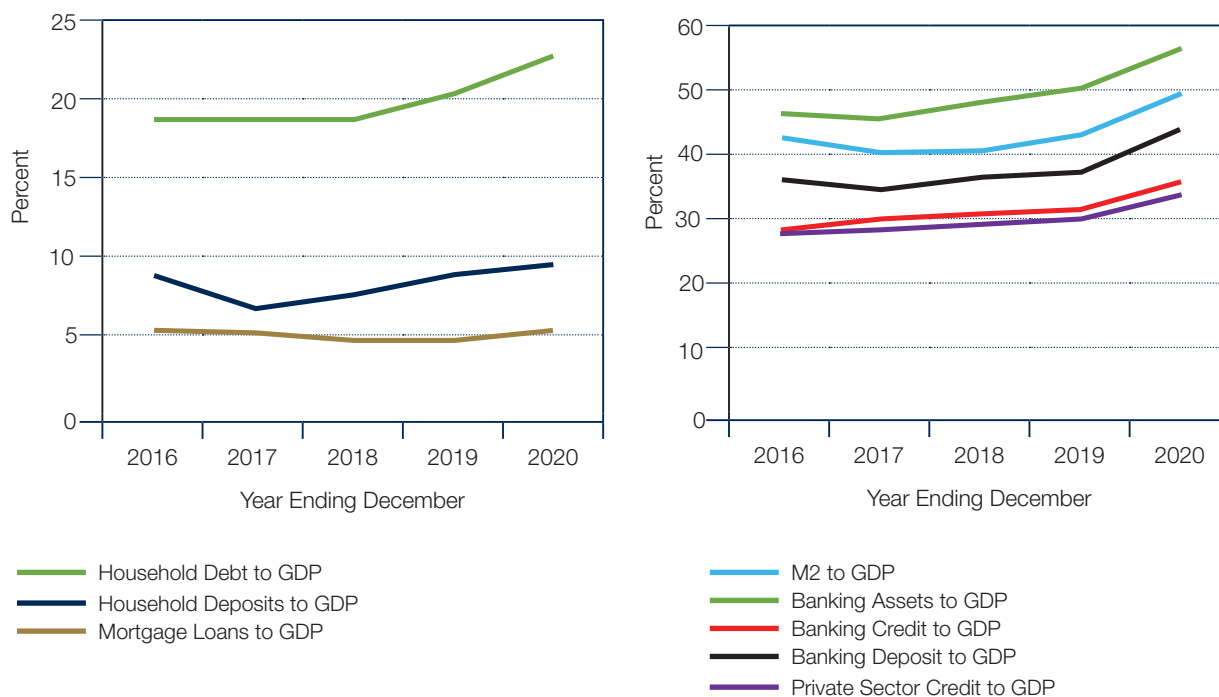 25
20
15
10
5
0
Percent
2016 2017 2018 2019 2020
Year Ending December
Household Debt to GDP
Household Deposits to GDP
Mortgage Loans to GDP
60
50
40
30
20
10
0
Percent
2016 2017 2018 2019 2020
Year Ending December
M2 to GDP
Banking Assets to GDP
Banking Credit to GDP
Banking Deposit to GDP
Private Sector Credit to GDP